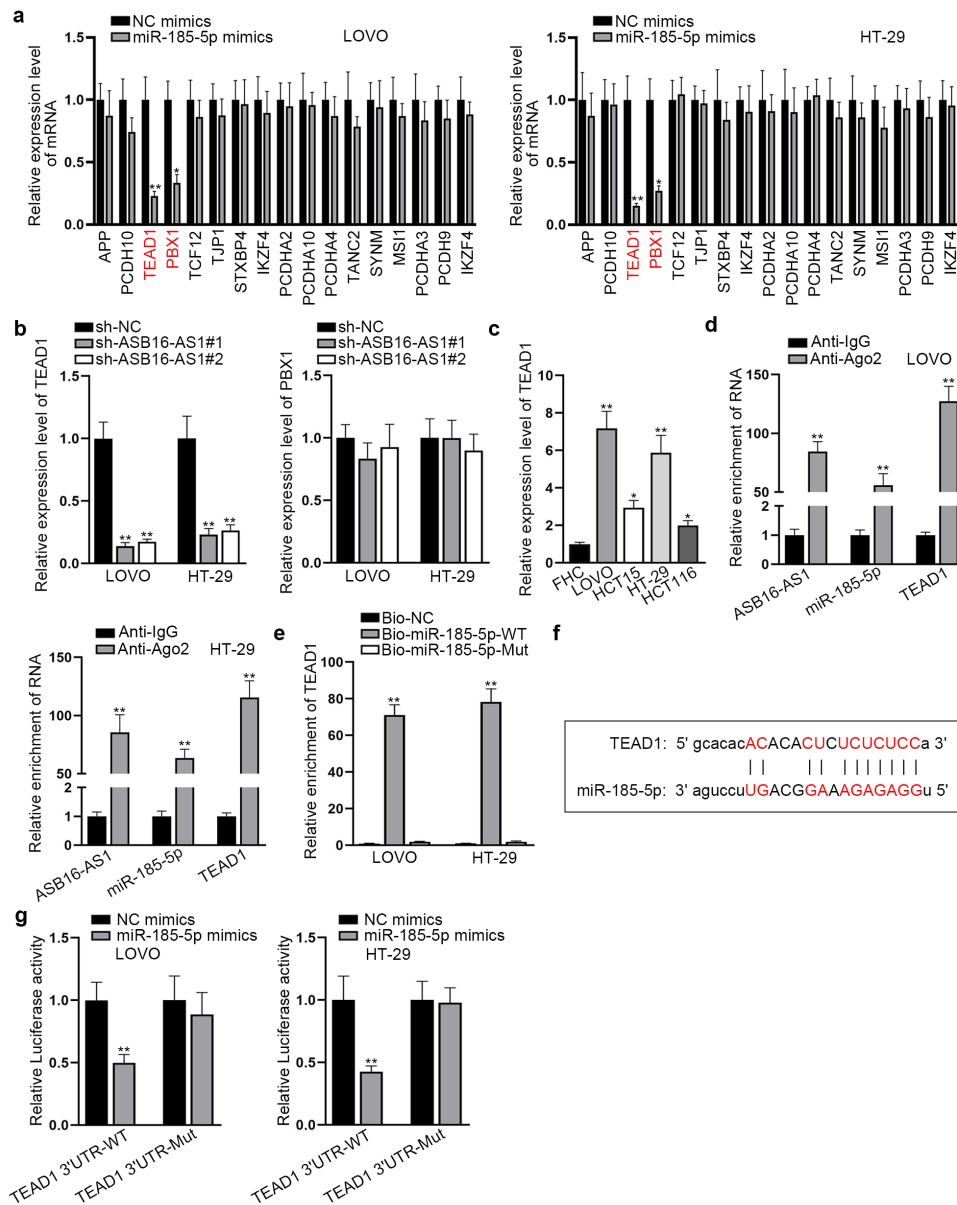 a
NC mimics
miR-185-5p mimics
LOVO
Relative expression level
of mRNA
1.5
1.0
0.5
0.0
APP
PCDH10
TEAD1
PBX1
TCF12
TJP1
STXBP4
IKZF4
PCDHA2
PCDHA10
PCDHA4
TANC2
SYNM
MSI1
PCDHA3
PCDH9
IKZF4
**
*
NC mimics
miR-185-5p mimics
HT-29
Relative expression level
of mRNA
1.5
1.0
0.5
0.0
APP
PCDH10
TEAD1
PBX1
TCF12
TJP1
STXBP4
IKZF4
PCDHA2
PCDHA10
PCDHA4
TANC2
SYNM
MSI1
PCDHA3
PCDH9
IKZF4
**
*
b
sh-NC
sh-ASB16-AS1#1
sh-ASB16-AS1#2
Relative expression level of TEAD1
1.5
1.0
0.5
0.0
** **
** **
LOVO HT-29
sh-NC
sh-ASB16-AS1#1
sh-ASB16-AS1#2
Relative expression level of PBX1
1.5
1.0
0.5
0.0
LOVO HT-29
c
Relative expression level of TEAD1
10
8
6
4
2
0
**
*
**
*
FHC
LOVO
HCT15
HT-29
HCT116
d
Anti-IgG
Anti-Ago2
LOVO
Relative enrichment of RNA
150
100
50
2
1
0
**
**
**
ASB16-AS1
miR-185-5p
TEAD1
Anti-IgG
Anti-Ago2
HT-29
Relative enrichment of RNA
150
100
50
2
1
0
**
**
**
ASB16-AS1
miR-185-5p
TEAD1
e
Bio-NC
Bio-miR-185-5p-WT
Bio-miR-185-5p-Mut
Relative enrichment of TEAD1
100
80
60
40
20
0
**
**
LOVO HT-29
f
TEAD1: 5' gcacacACACACUCUCUCUCCa 3'
miR-185-5p: 3' aguccuUGACGGAAAGAGAGGu 5'
g
NC mimics
miR-185-5p mimics
LOVO
Relative Luciferase activity
1.5
1.0
0.5
0.0
**
TEAD1 3'UTR-WT
TEAD1 3'UTR-Mut
NC mimics
miR-185-5p mimics
HT-29
Relative Luciferase activity
1.5
1.0
0.5
0.0
**
TEAD1 3'UTR-WT
TEAD1 3'UTR-Mut